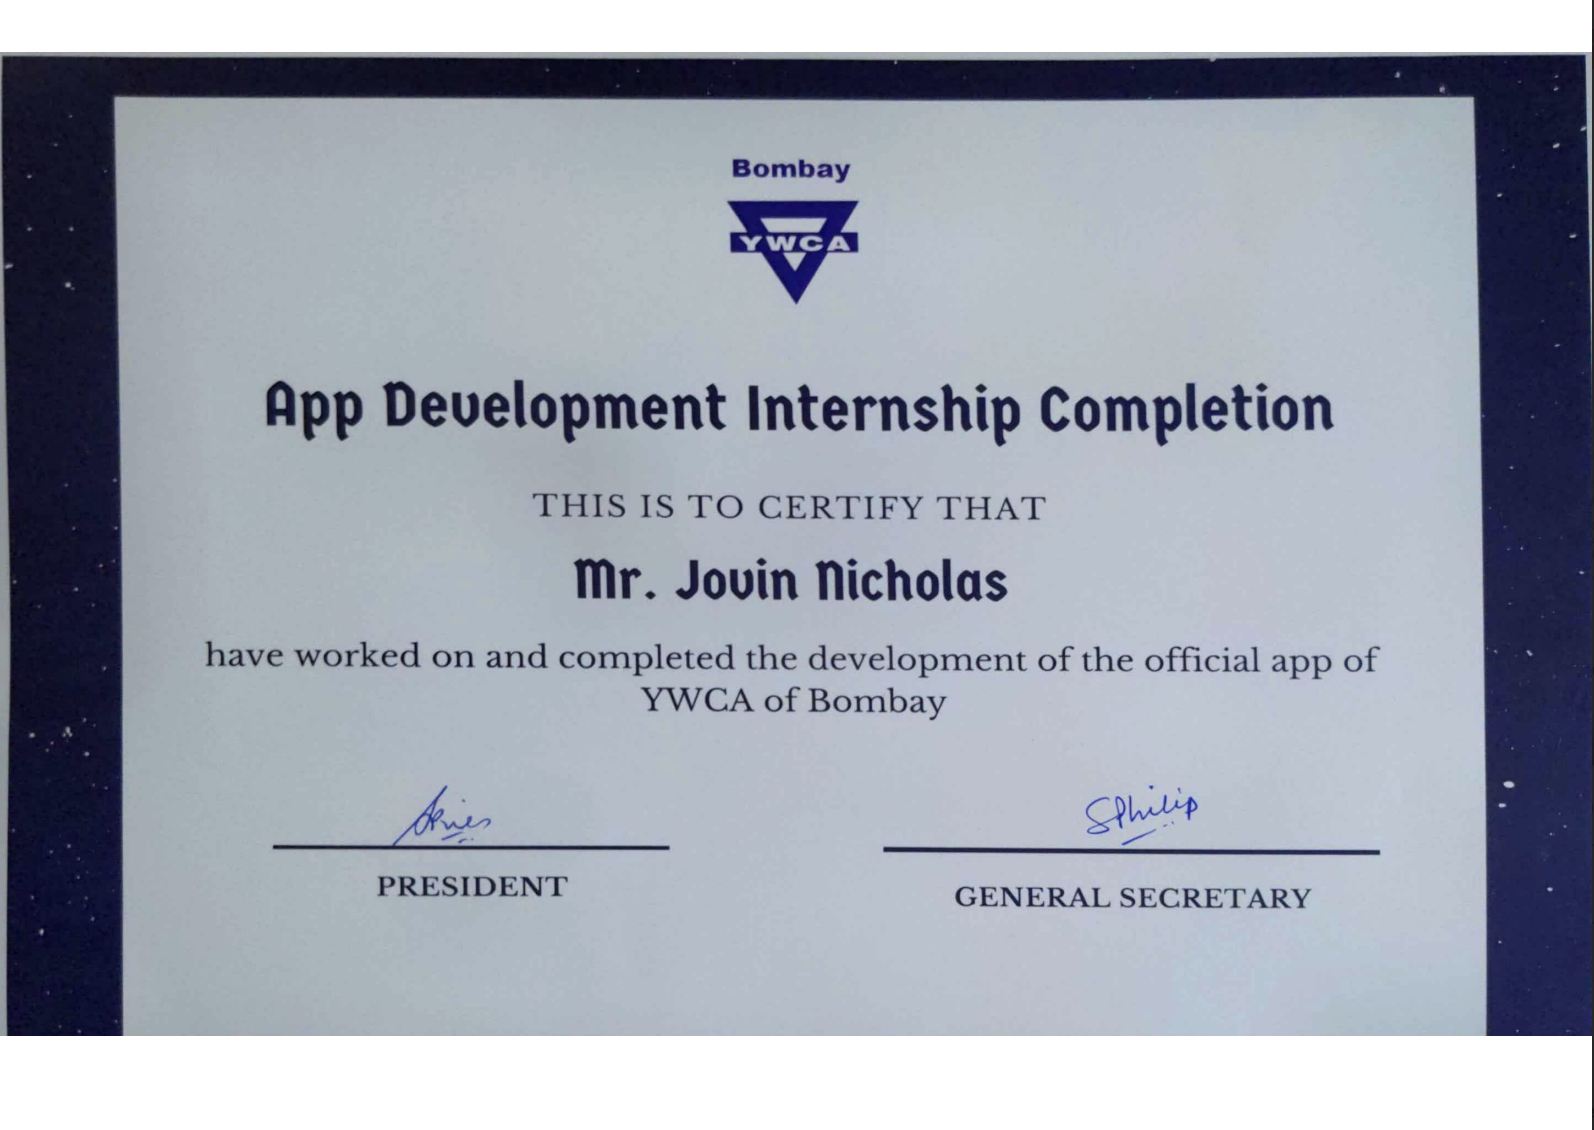 Bombay
YWCA
App Development Internship Completion
THIS IS TO CERTIFY THAT
Mr. Jovin Nicholas
have worked on and completed the development of the official app of
YWCA of Bombay
SPhilip
PRESIDENT
GENERAL SECRETARY